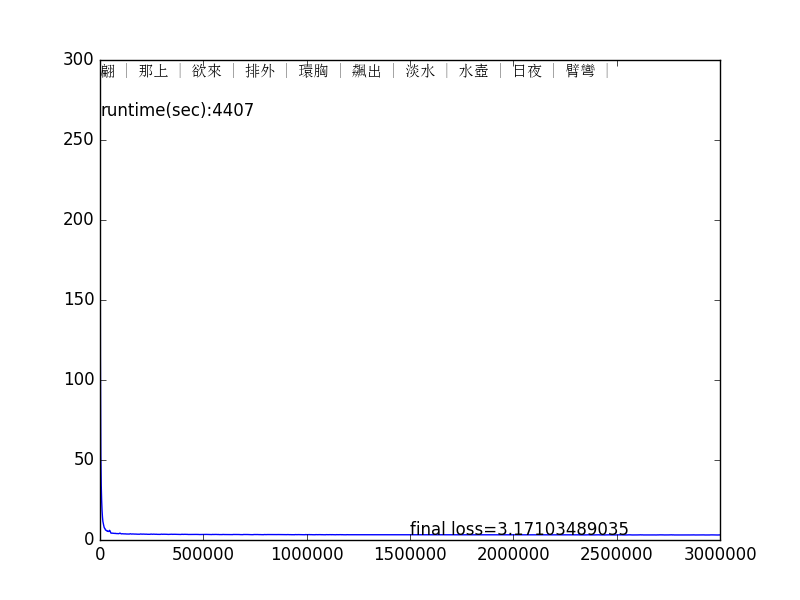 300
翩 | 那上 | 欲來 | 排外 | 環胸 | 飆出 | 淡水 | 水壺 | 日夜 | 臂彎 |
runtime(sec):4407
250
200
150
100
50
final loss=3.17103489035
0
0 500000 1000000 1500000 2000000 2500000 3000000